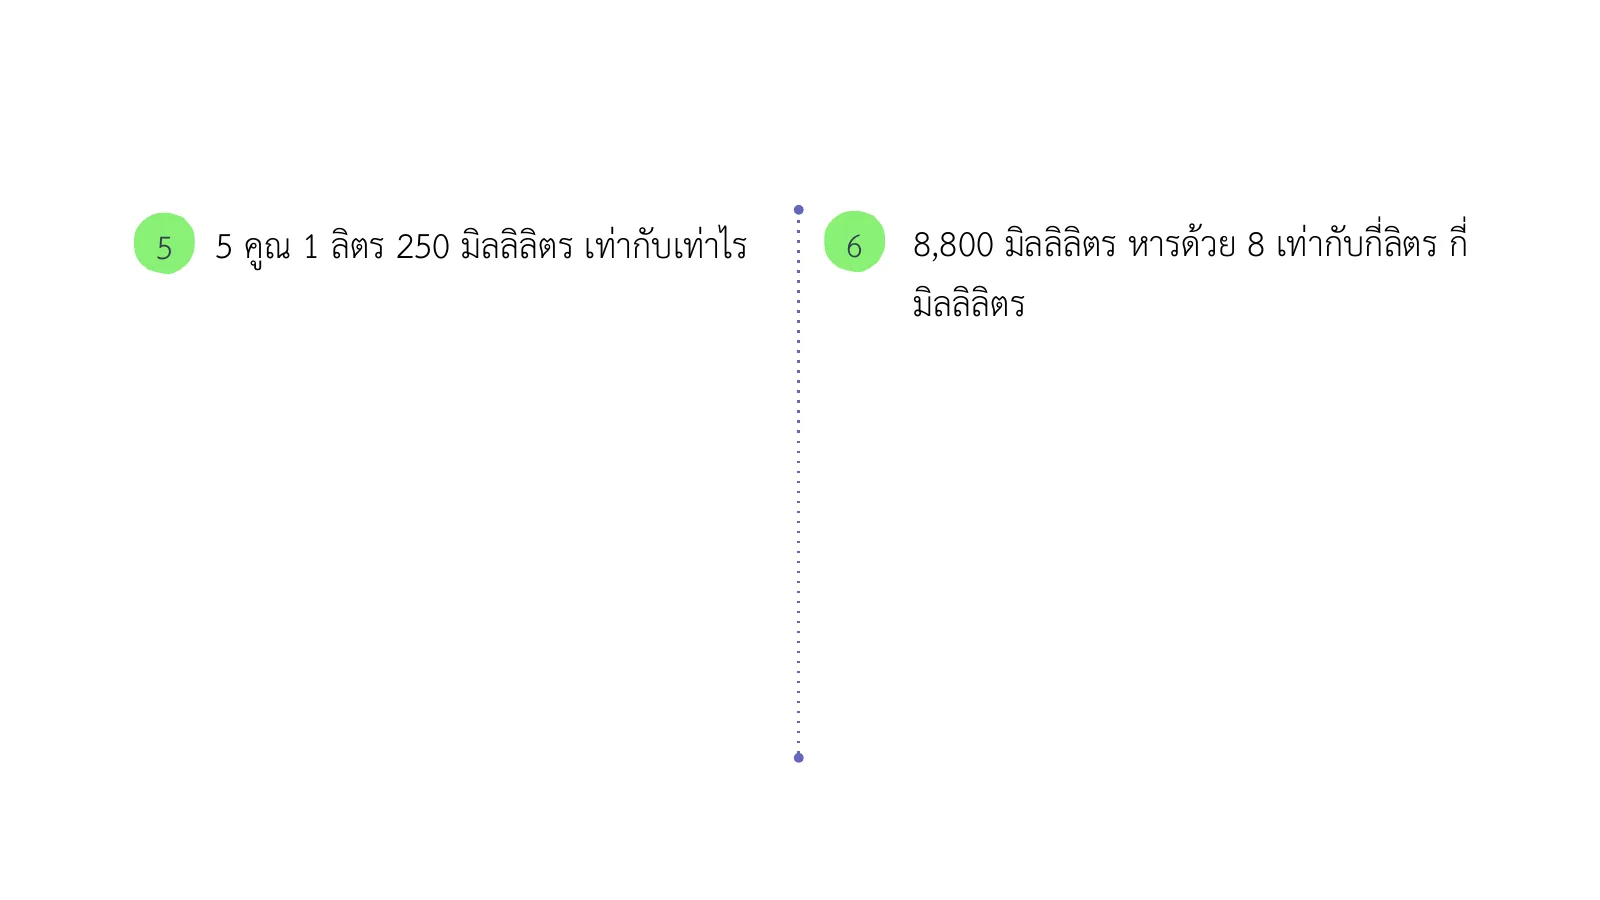 5
5 คูณ 1 ลิตร 250 มิลลิลิตร เท่ากับเท่าไร
6
8,800 มิลลิลิตร หารด้วย 8 เท่ากับกี่ลิตร กี่
มิลลิลิตร